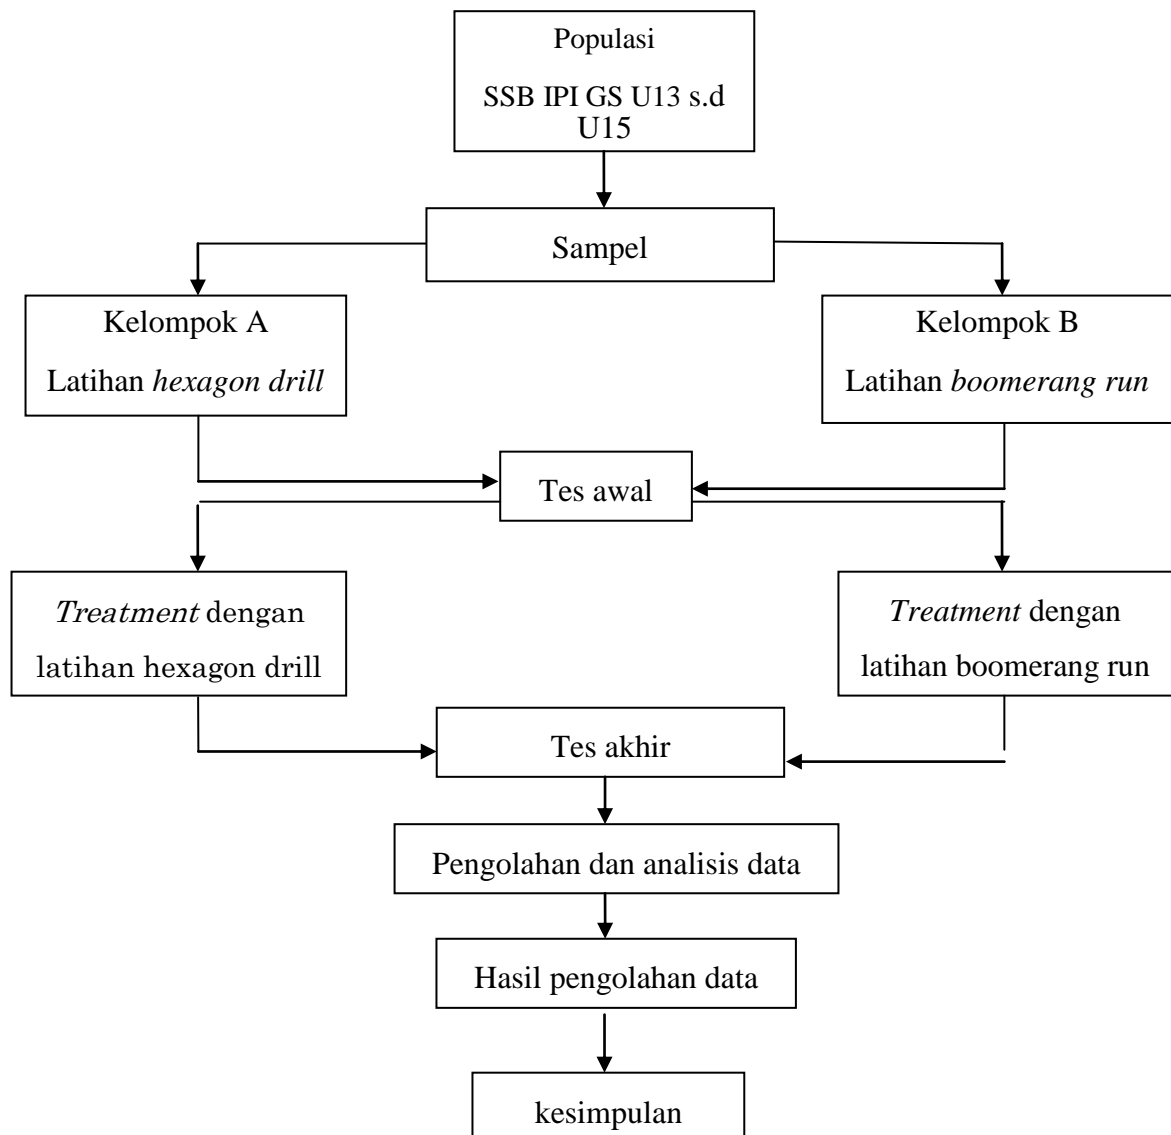 Populasi
SSB IPI GS U13 s.d
U15
Sampel
Kelompok A
Latihan hexagon drill
Kelompok B
Latihan boomerang run
Tes awal
Treatment dengan
latihan hexagon drill
Treatment dengan
latihan boomerang run
Tes akhir
Pengolahan dan analisis data
Hasil pengolahan data
kesimpulan